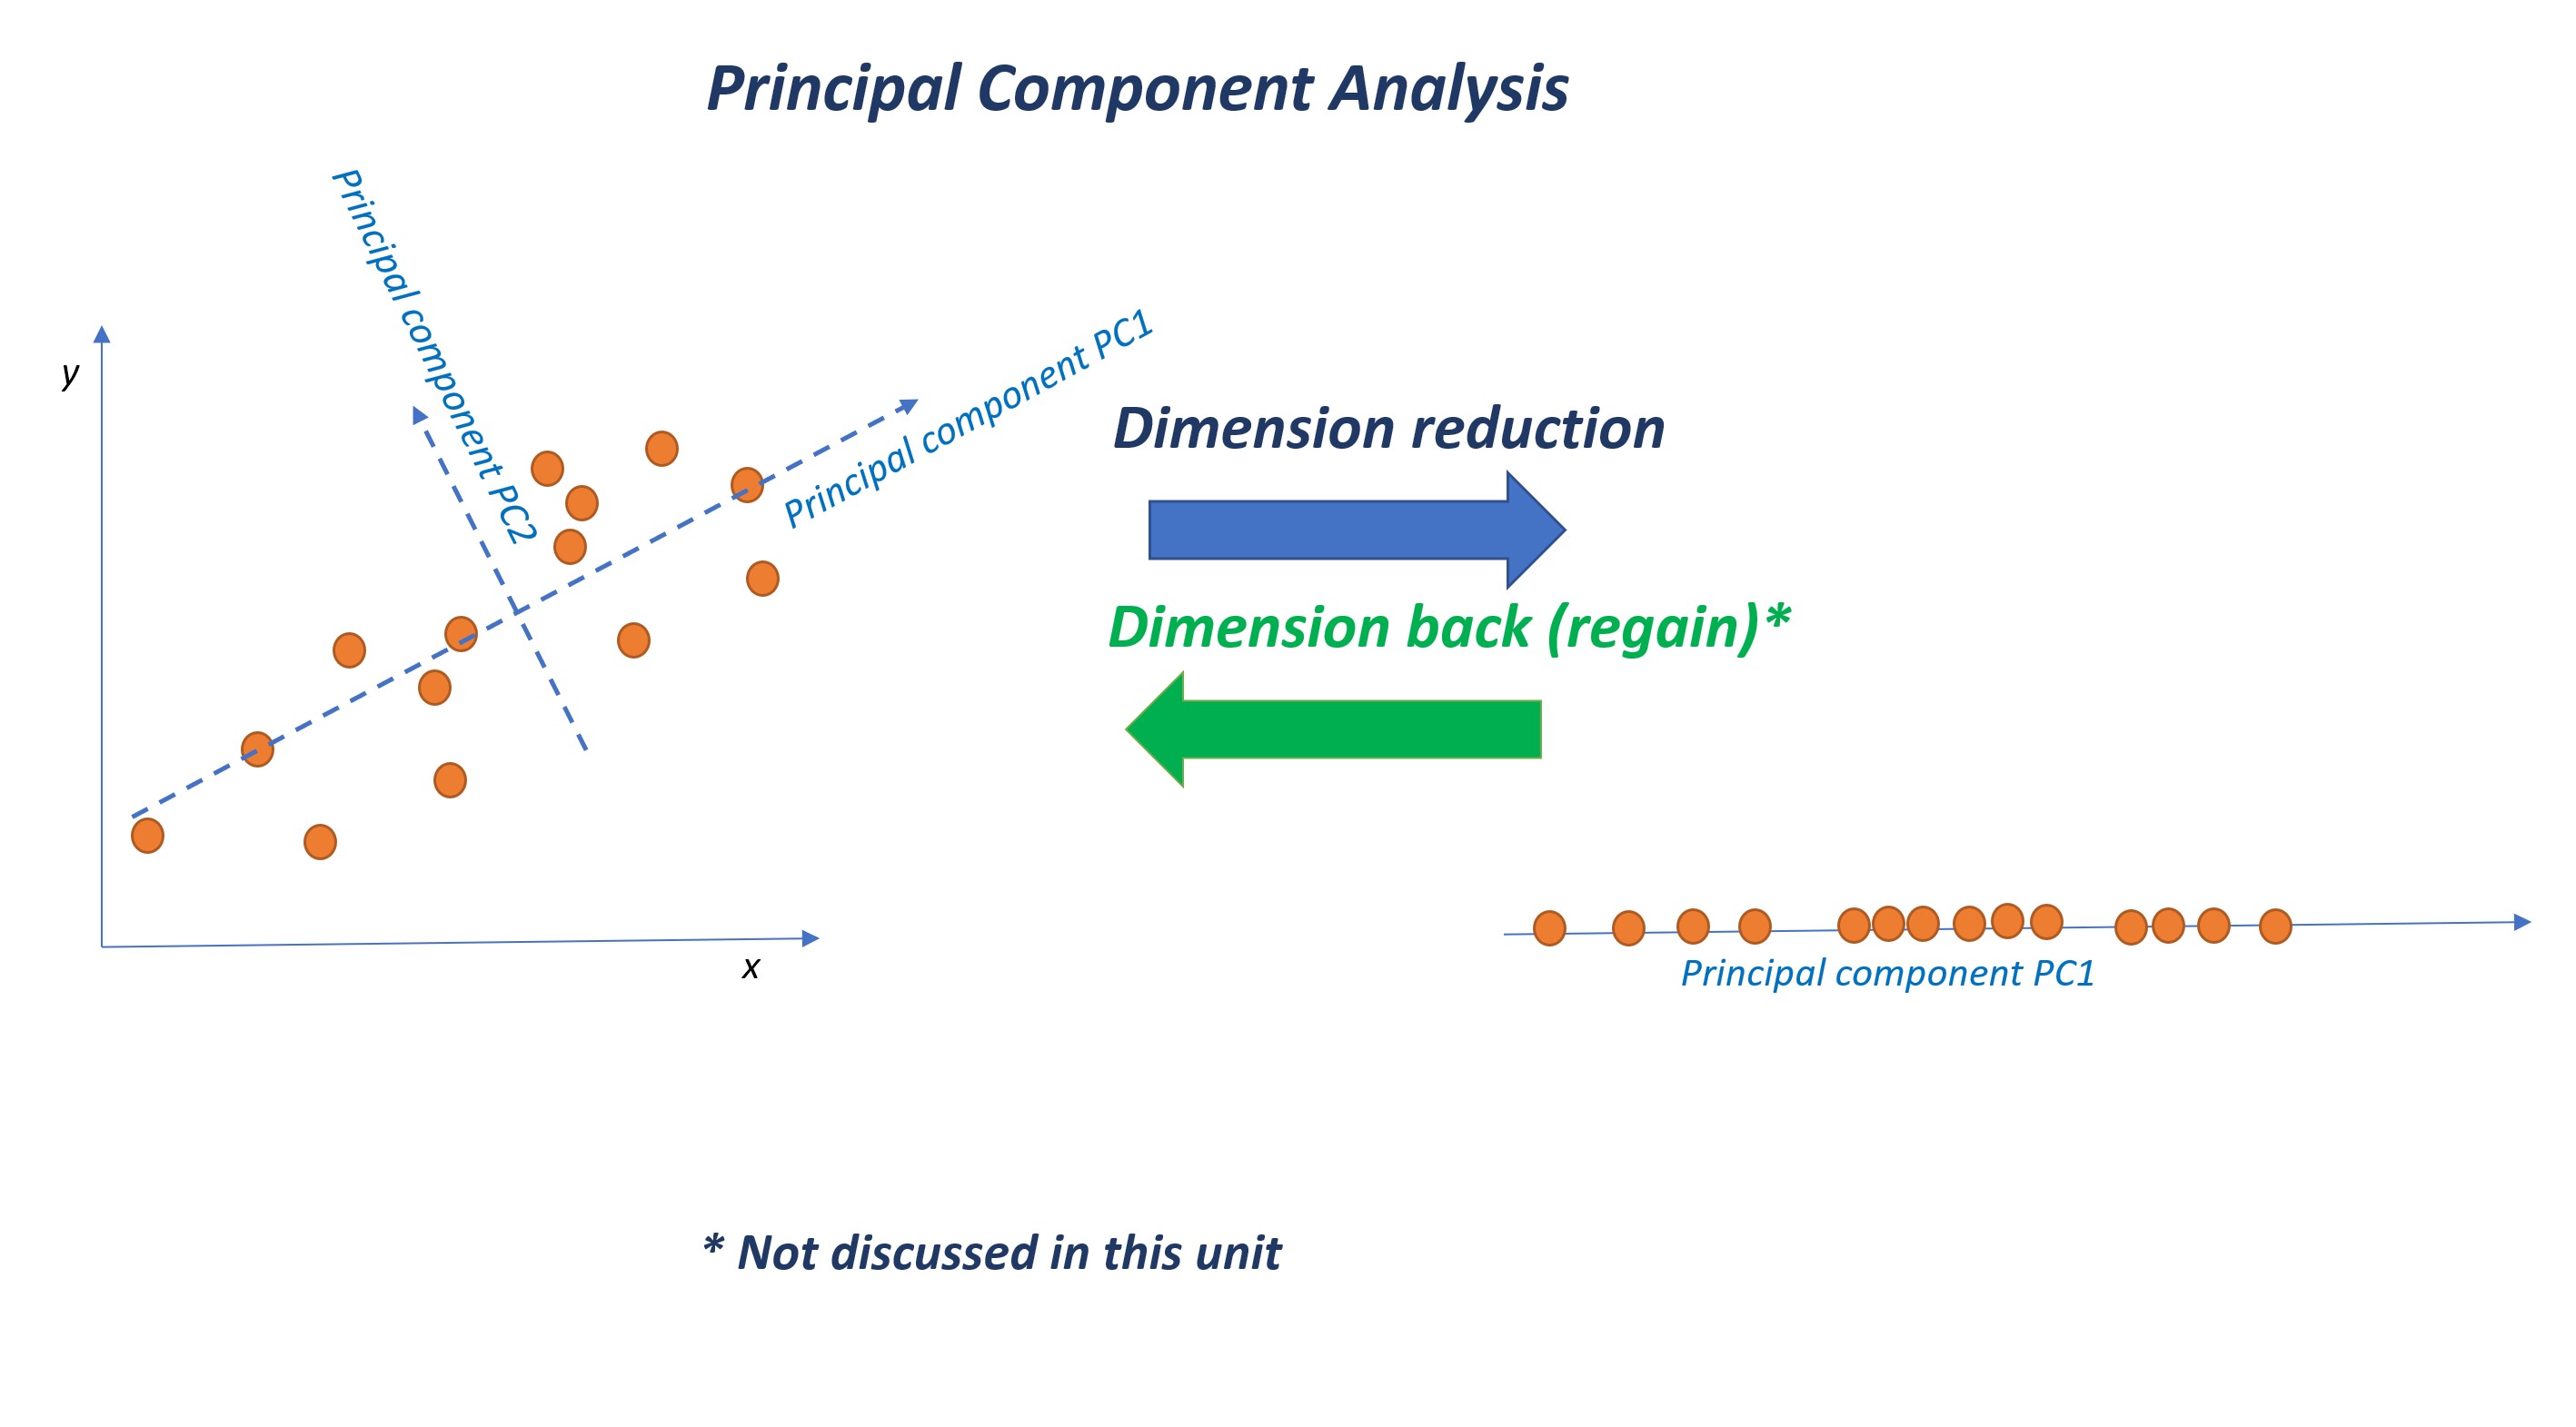 Principal Component Analysis
Principal component PC2
Principal component PC1
y
x
Dimension reduction
Dimension back (regain)*
Principal component PC1
* Not discussed in this unit